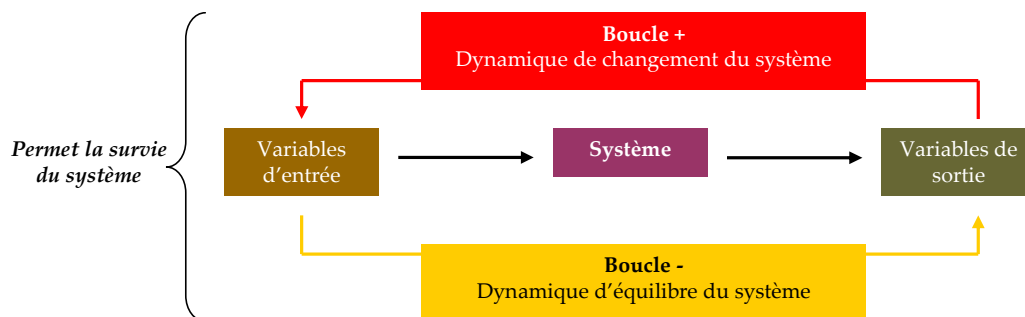 Boucle +
Dynamique de changement du système
Permet la survie
du système
Variables
d'entrée
Système
Variables de
sortie
Boucle -
Dynamique d'équilibre du système